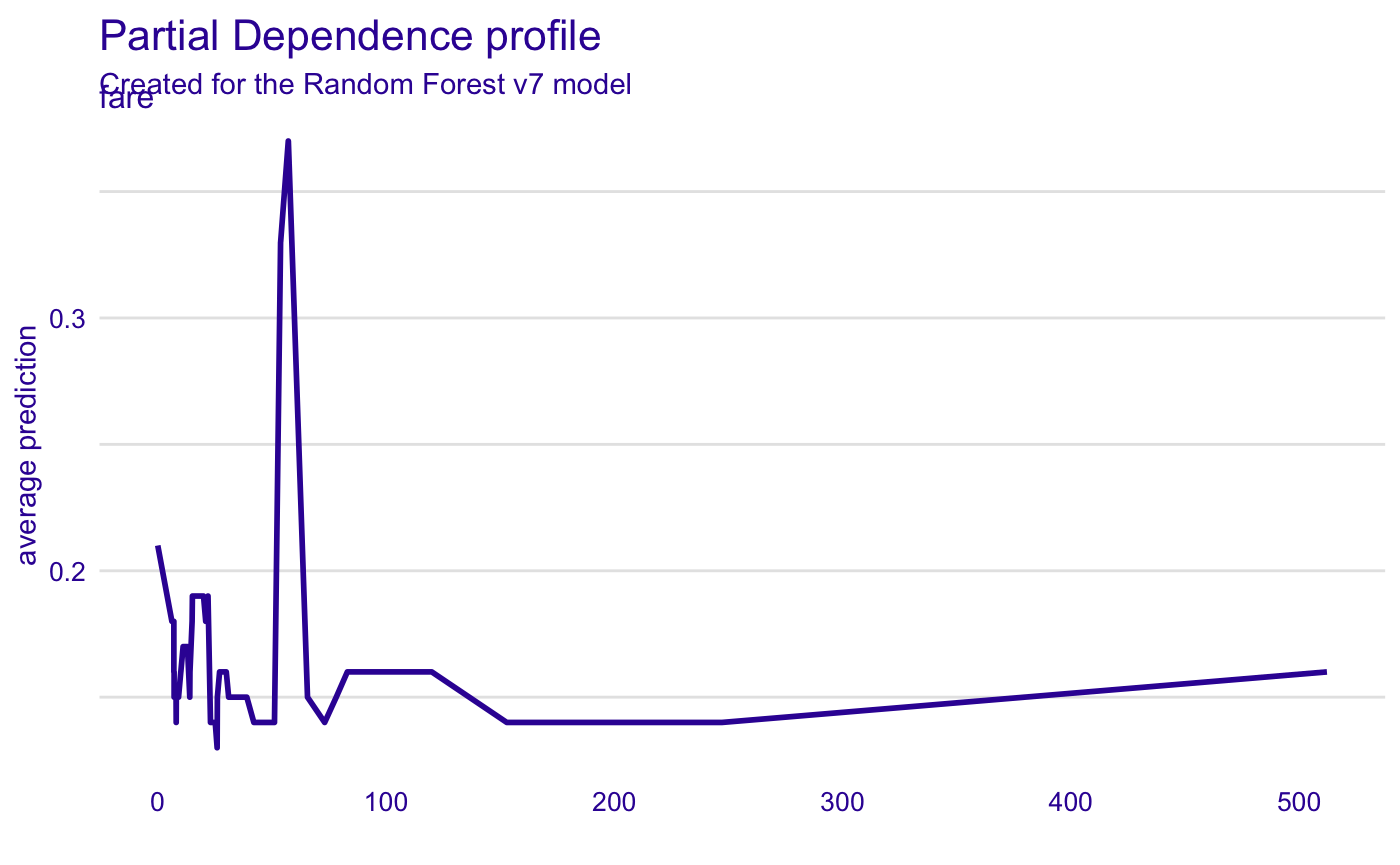 Partial Dependence profile
Created for the Random Forest v7 model
fare
average prediction
0.3
0.2
0 100 200 300 400 500